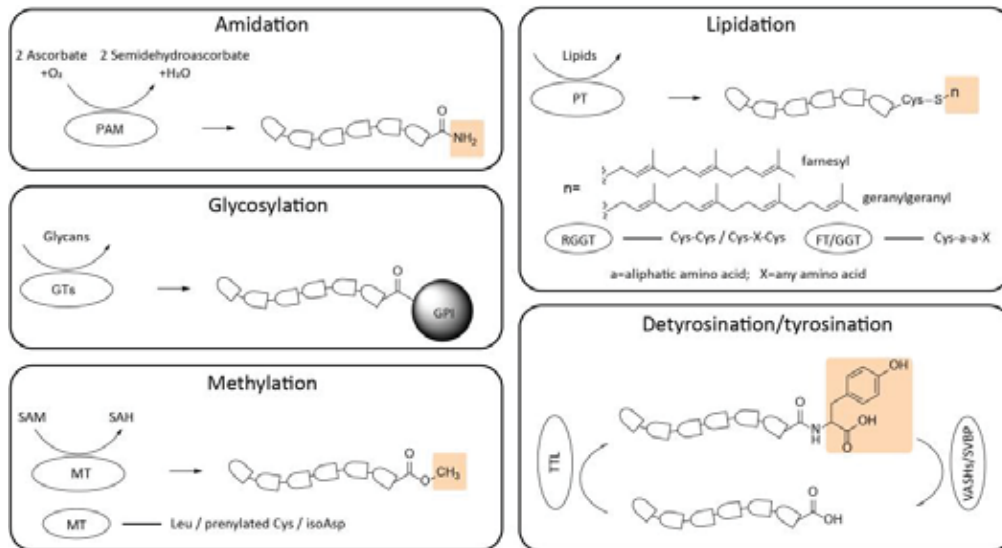 Amidation
2 Ascorbate 2 Semidehydroascorbate
+O₂ +H₂O
PAM
O
NH₂
Glycosylation
Glycans
GTs
O
GPI
Methylation
SAM SAH
MT
O
O CH₃
MT Leu / prenylated Cys / isoAsp
Lipidation
Lipids
PT
Cys-S-n
n=
farnesyl
geranylgeranyl
RGGT Cys-Cys / Cys-X-Cys FT/GGT Cys-a-a-X
a=aliphatic amino acid; X=any amino acid
Detyrosination/tyrosination
OH
O
N
H
OH
O
TTL
VASHs/SVBP
O
OH